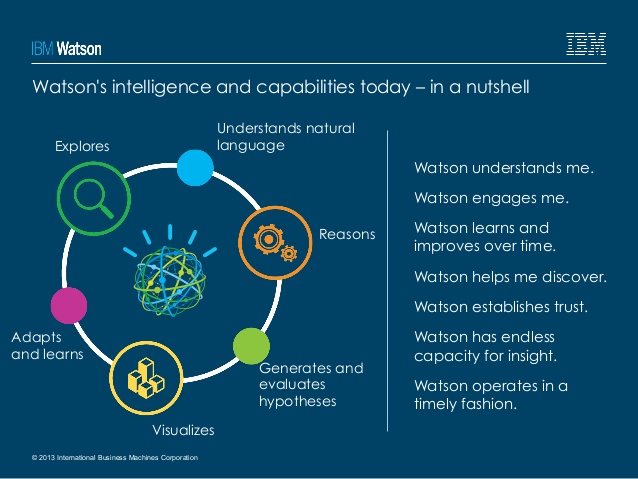 IBM Watson
IBM
Watson's intelligence and capabilities today – in a nutshell
Understands natural
language
Explores
Reasons
Adapts
and learns
Generates and
evaluates
hypotheses
Visualizes
Watson understands me.
Watson engages me.
Watson learns and
improves over time.
Watson helps me discover.
Watson establishes trust.
Watson has endless
capacity for insight.
Watson operates in a
timely fashion.
© 2013 International Business Machines Corporation